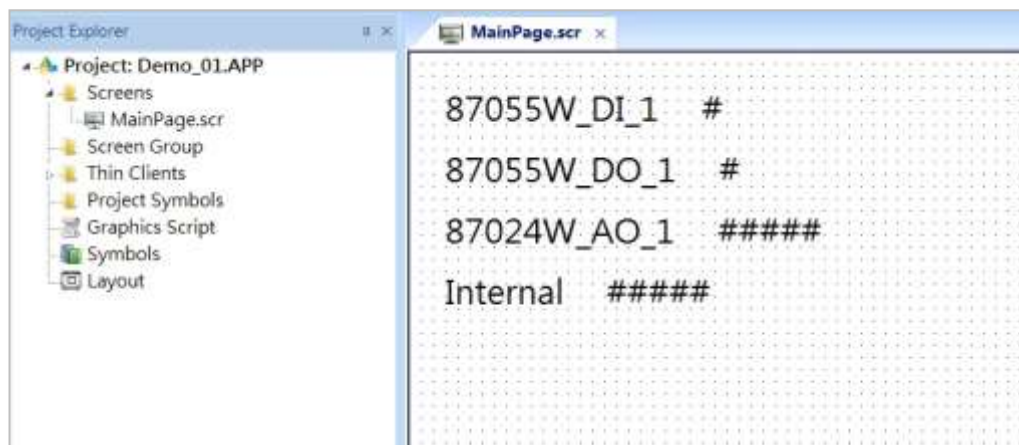 Project Explorer
MainPage.scr
Project: Demo_01.APP
Screens
MainPage.scr
Screen Group
Thin Clients
Project Symbols
Graphics Script
Symbols
Layout
87055W_DI_1 #
87055W_DO_1 #
87024W_AO_1 #####
Internal #####